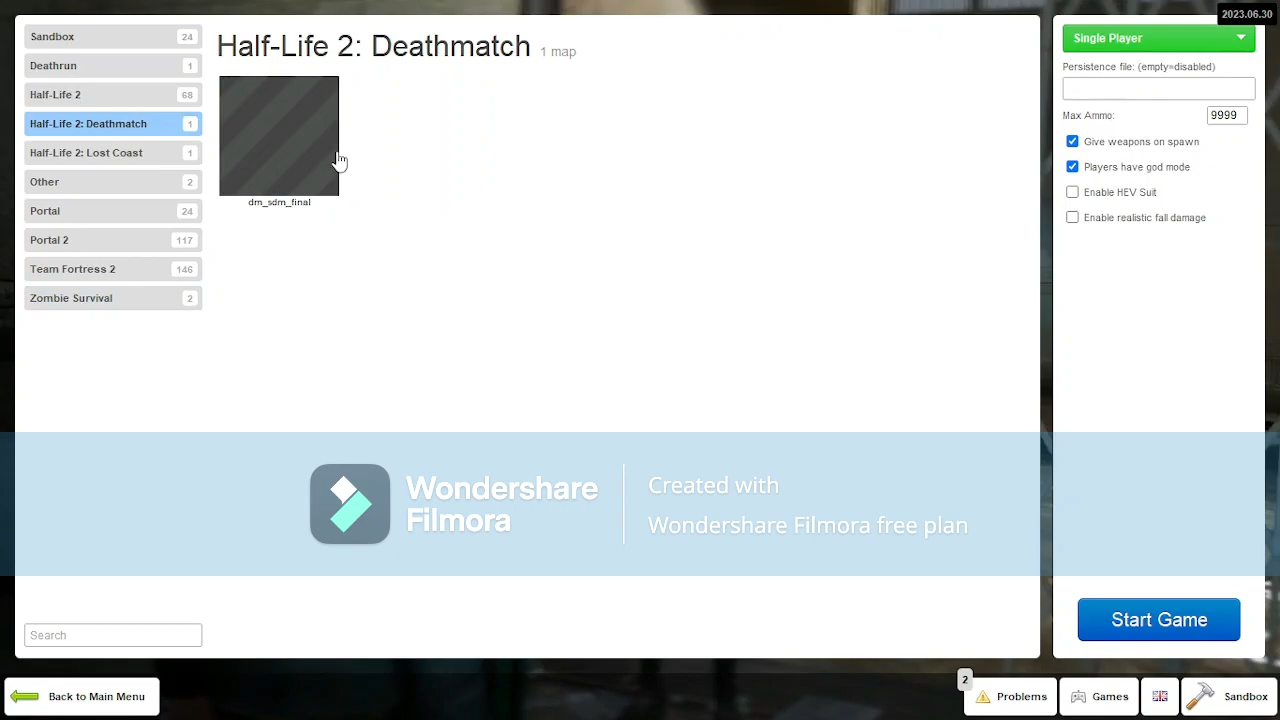 2023.06.30
Sandbox 24
Deathrun 1
Half-Life 2 68
Half-Life 2: Deathmatch 1
Half-Life 2: Lost Coast 1
Other 2
Portal 24
Portal 2 117
Team Fortress 2 146
Zombie Survival 2
Search
Half-Life 2: Deathmatch 1 map
dm_sdm_final
Single Player
Persistence file: (empty=disabled)
Max Ammo: 9999
Give weapons on spawn
Players have god mode
Enable HEV Suit
Enable realistic fall damage
Wondershare
Filmora
Created with
Wondershare Filmora free plan
Start Game
Back to Main Menu
2
Problems
Games
Sandbox